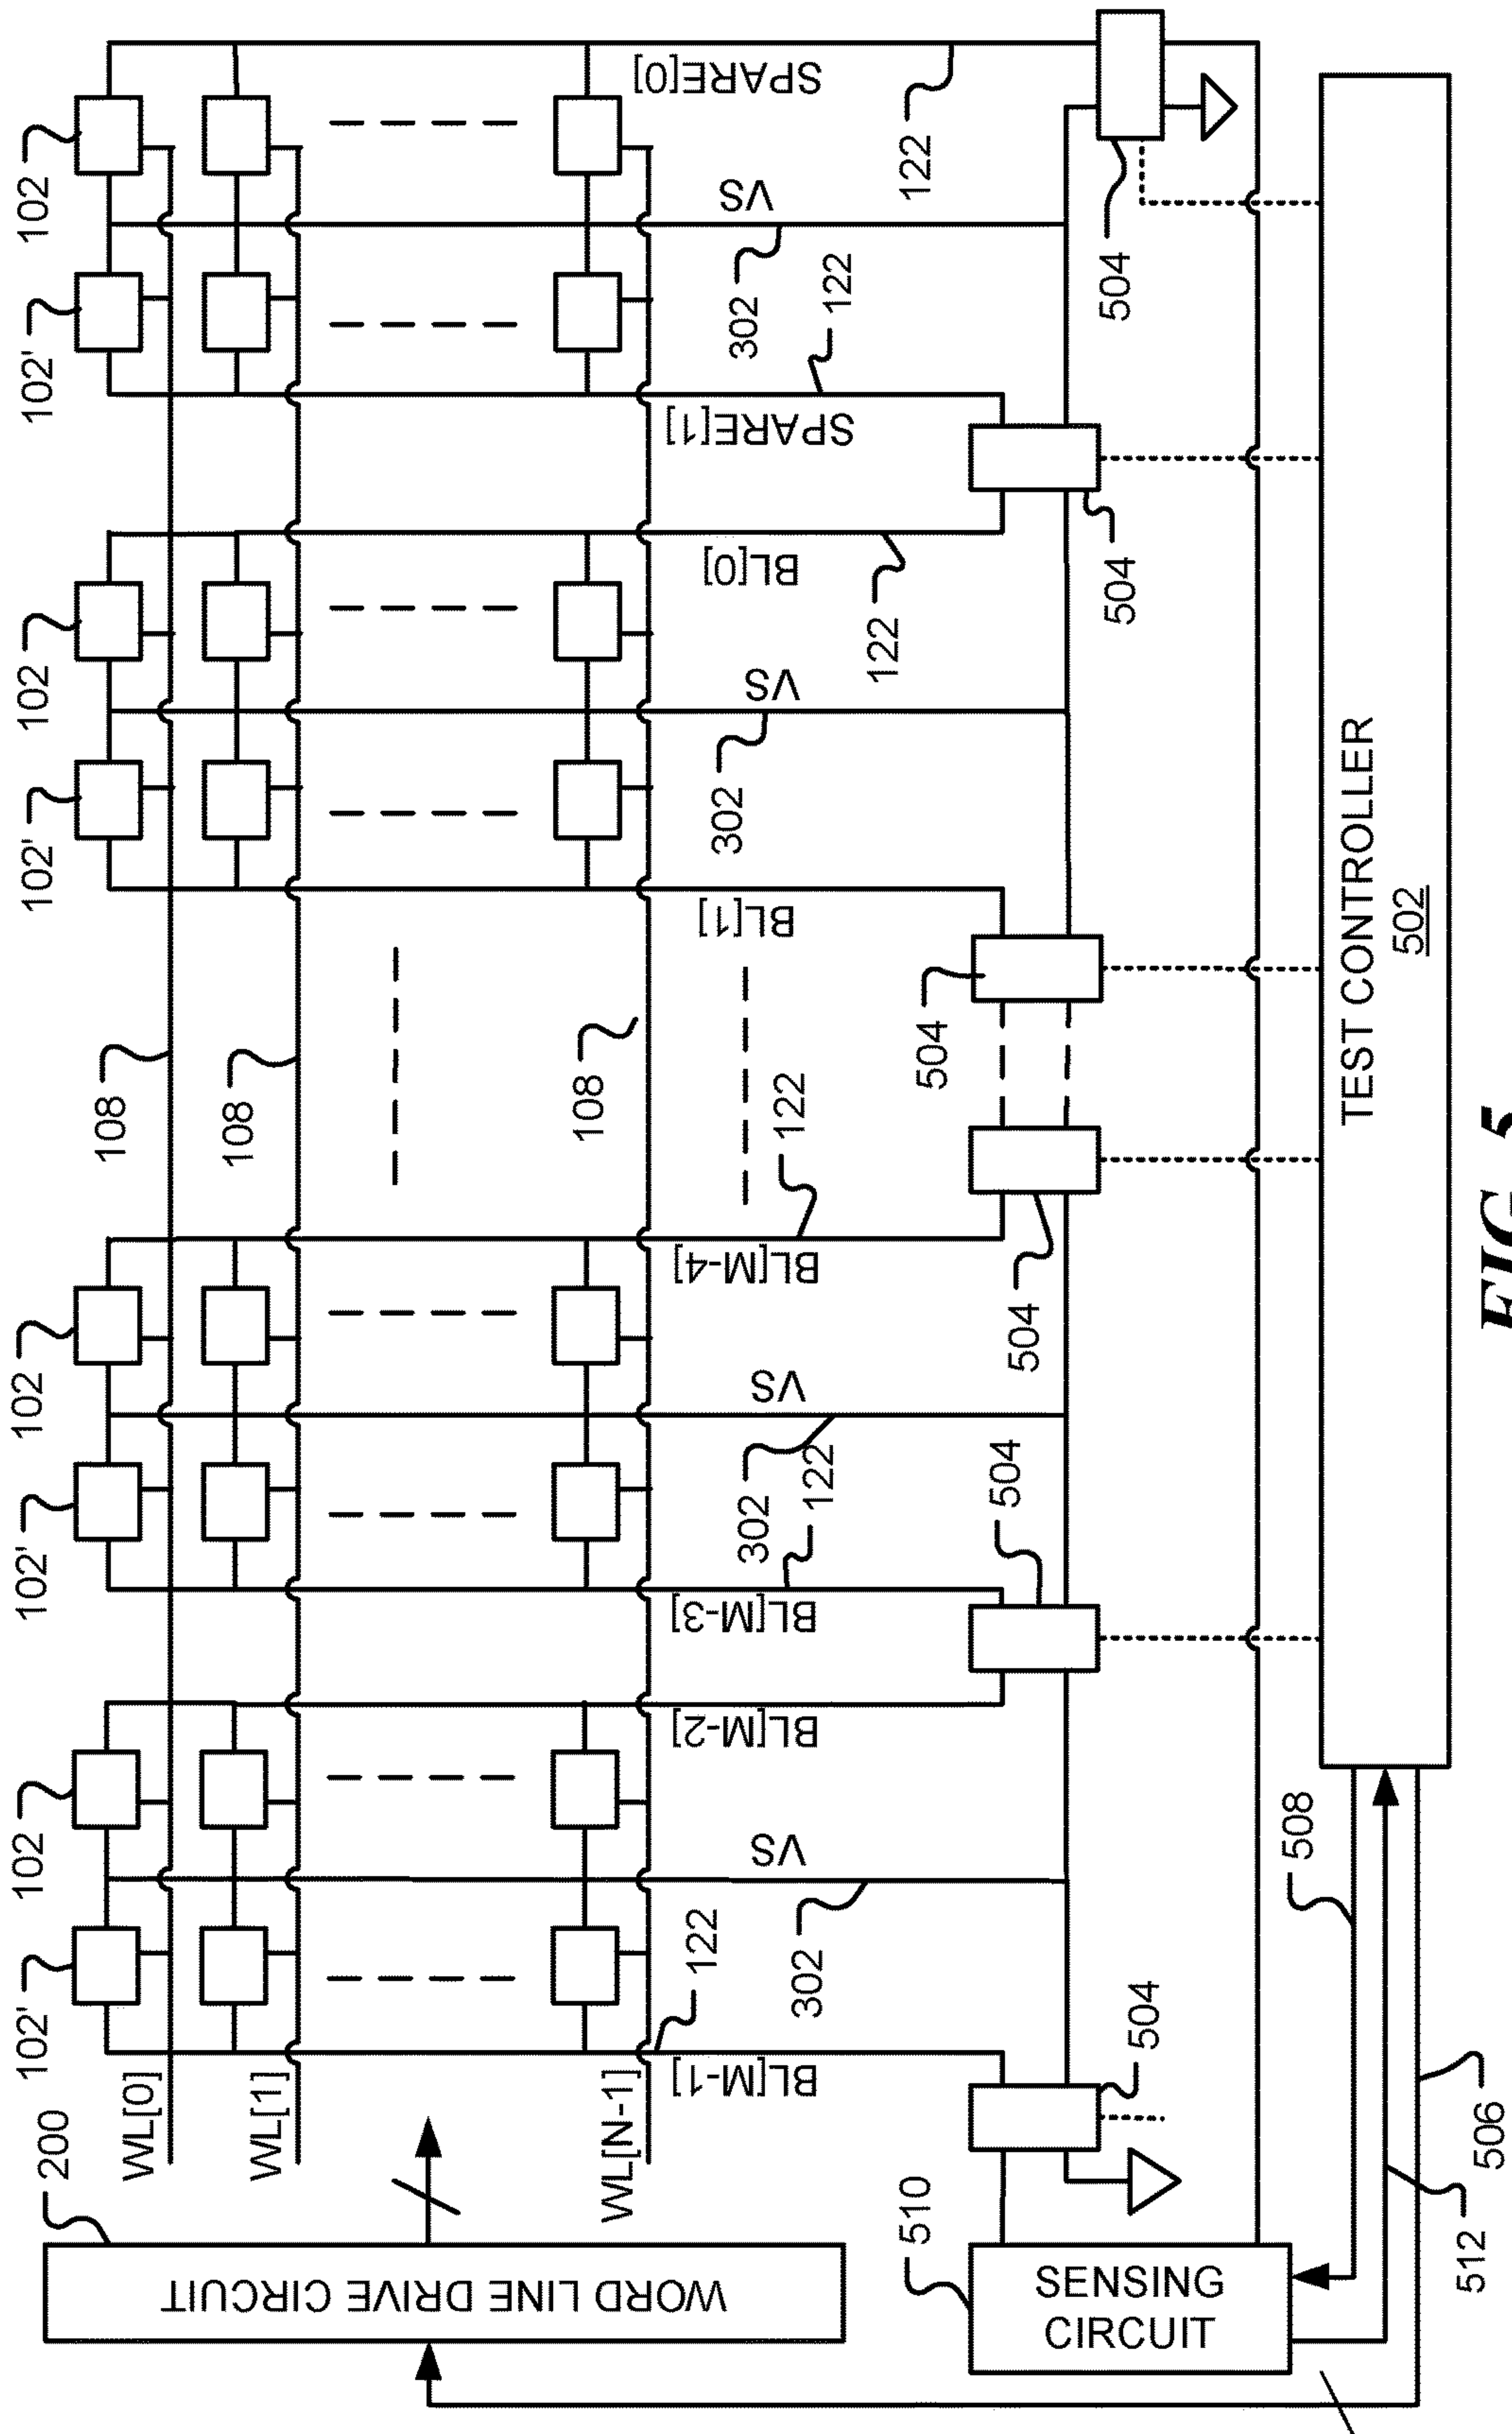 102' 102 102' 102 102' 102 102' 102
200
WL[0]
108
WL[1]
108
WL[N-1]
108
WORD LINE DRIVE CIRCUIT
BL[M-1]
122
VS
302
BL[M-2]
BL[M-3]
122
VS
302
BL[M-4]
122
BL[1]
VS
302
BL[0]
122
SPARE[1]
122
VS
302
SPARE[0]
122
510
504
504
504
504
504
504
SENSING
CIRCUIT
508
512
506
TEST CONTROLLER
502
FIG. 5